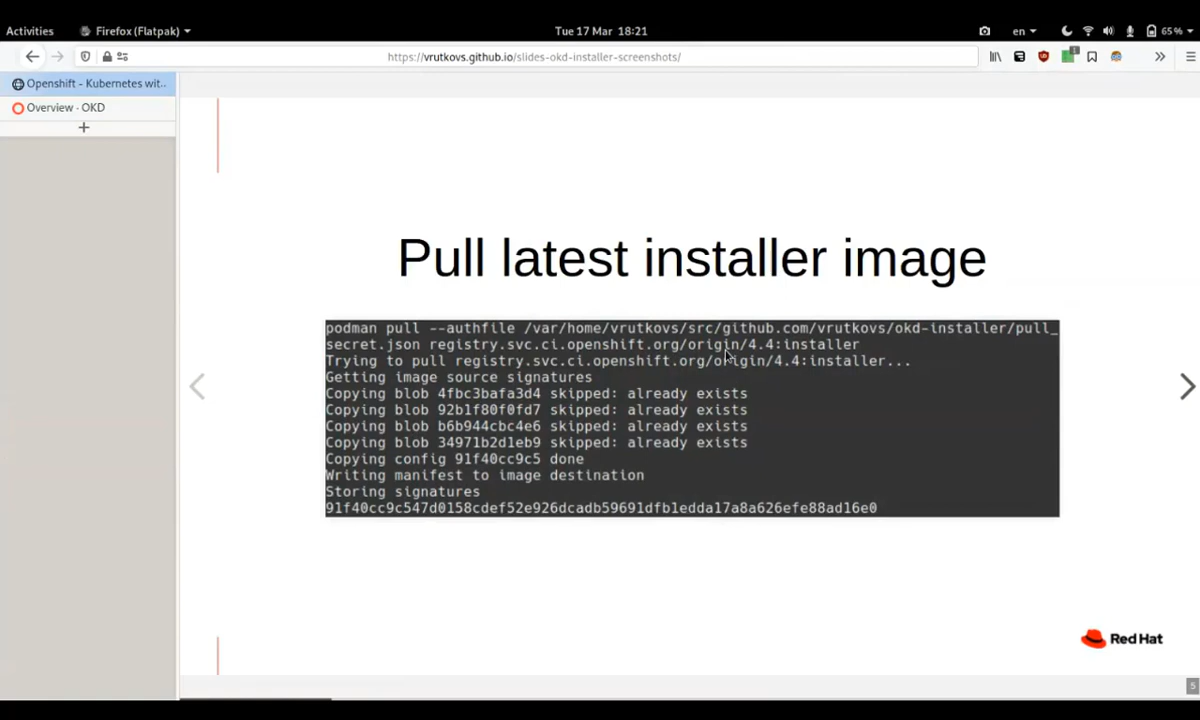 Activities
Firefox (Flatpak)
Tue 17 Mar 18:21
en
65 %
https://vrutkovs.github.io/slides-okd-installer-screenshots/
Openshift - Kubernetes wit..
Overview · OKD
Pull latest installer image
podman pull --authfile /var/home/vrutkovs/src/github.com/vrutkovs/okd-installer/pull_
secret.json registry.svc.ci.openshift.org/origin/4.4:installer
Trying to pull registry.svc.ci.openshift.org/origin/4.4:installer...
Getting image source signatures
Copying blob 4fbc3bafa3d4 skipped: already exists
Copying blob 92b1f80f0fd7 skipped: already exists
Copying blob b6b944cbc4e6 skipped: already exists
Copying blob 34971b2d1eb9 skipped: already exists
Copying config 91f40cc9c5 done
Writing manifest to image destination
Storing signatures
91f40cc9c547d0158cdef52e926dcadb59691dfb1edda17a8a626efe88ad16e0
Red Hat
5